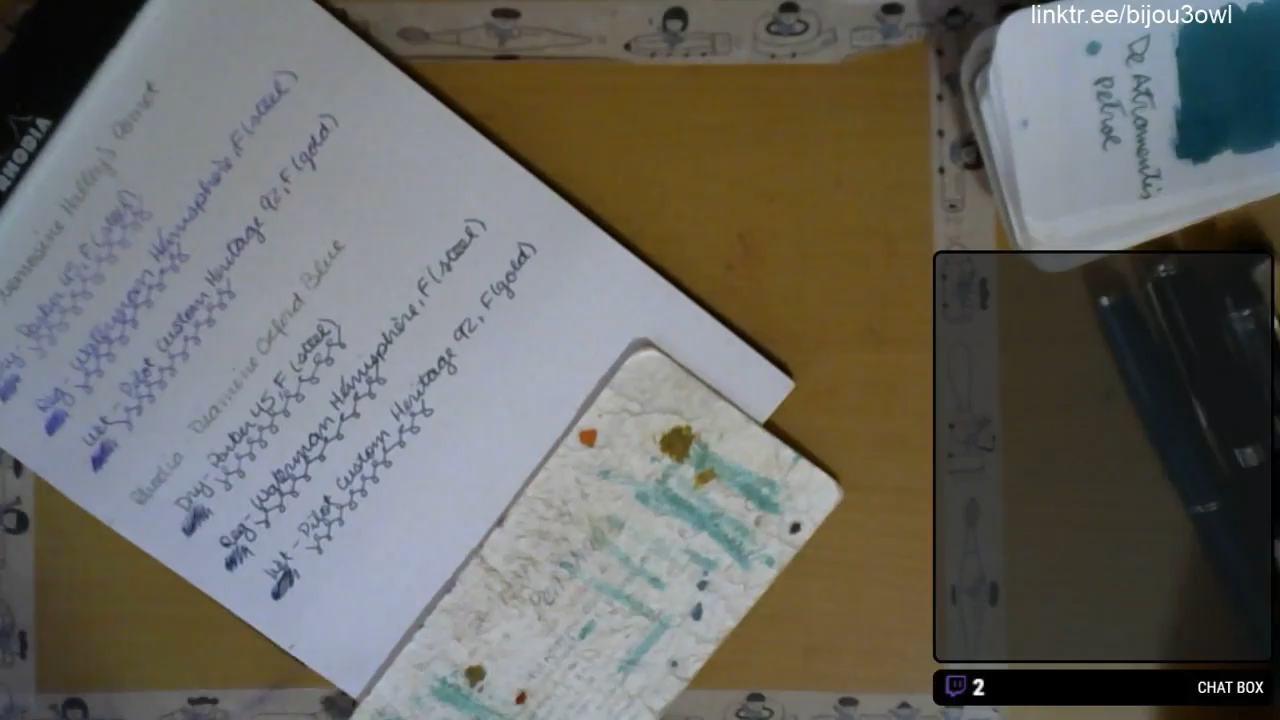 linktr.ee/bijou3owl
De Atramentis
Petrol
RHODIA
Halley's Comet
Dry - Parker 45, F (steel)
Reg - Waterman Hémisphère, F (steel)
Wet - Pilot Custom Heritage 92, F (gold)
Rhodia Diamine Oxford Blue
Dry - Parker 45, F (steel)
Reg - Waterman Hémisphère, F (steel)
Wet - Pilot Custom Heritage 92, F (gold)
2
CHAT BOX